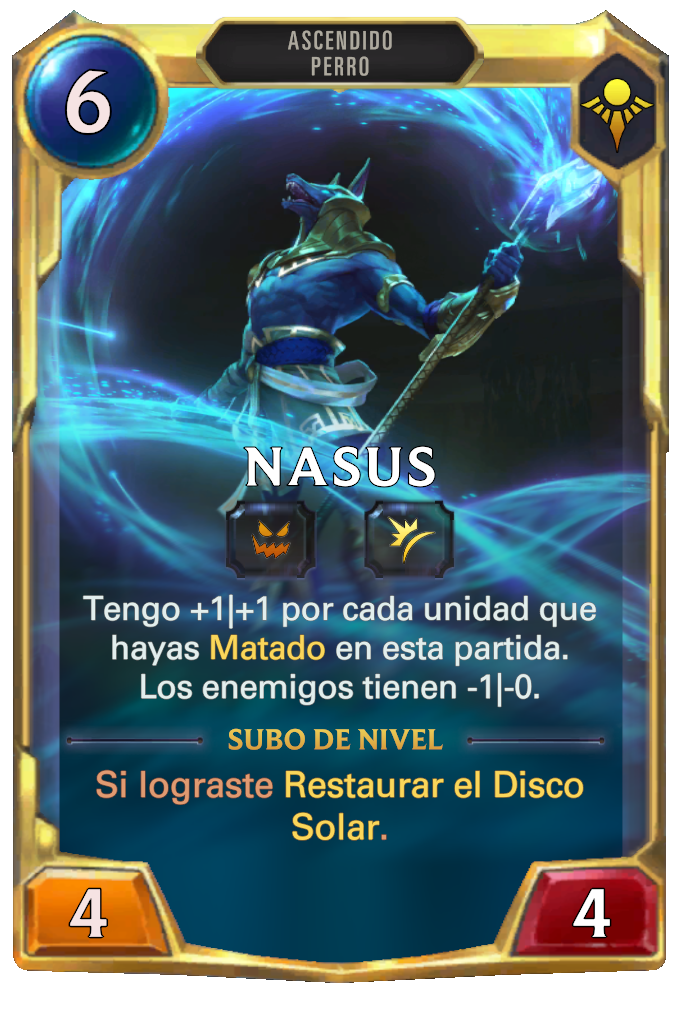 ASCENDIDO
PERRO
6
NASUS
Tengo +1|+1 por cada unidad que
hayas Matado en esta partida.
Los enemigos tienen -1|-0.
SUBO DE NIVEL
Si lograste Restaurar el Disco
Solar.
4
4